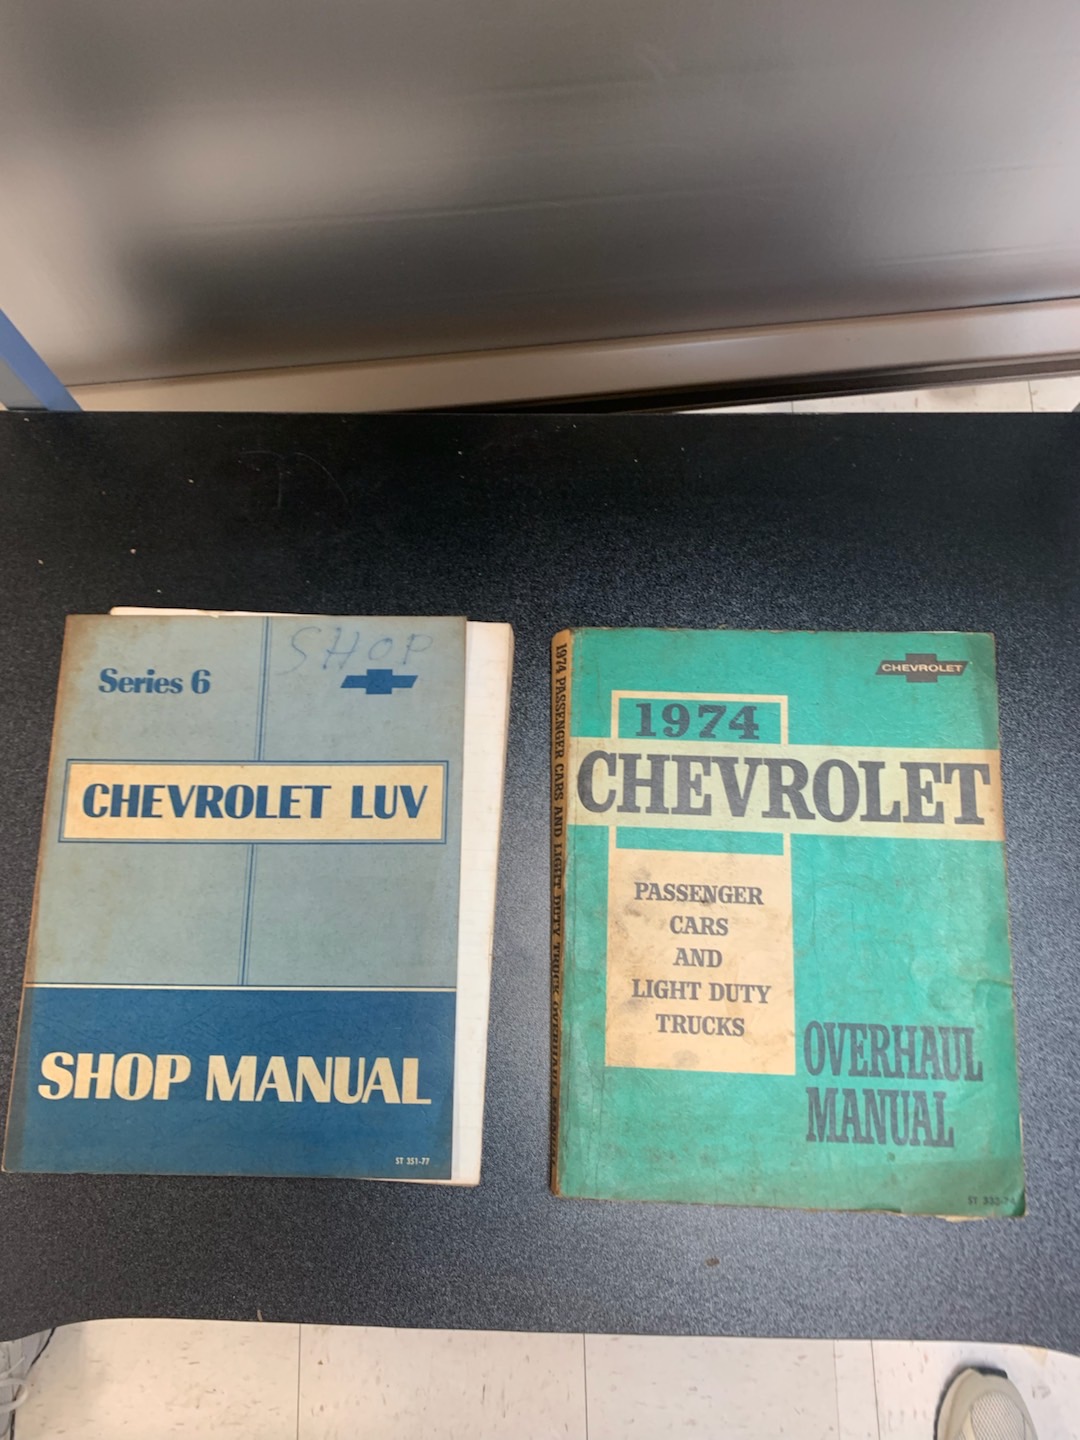 SHOP
Series 6
CHEVROLET LUV
SHOP MANUAL
ST 351-77
1974 PASSENGER CARS AND LIGHT DUTY TRUCK OVERHAUL
CHEVROLET
1974
CHEVROLET
PASSENGER
CARS
AND
LIGHT DUTY
TRUCKS
OVERHAUL
MANUAL
ST